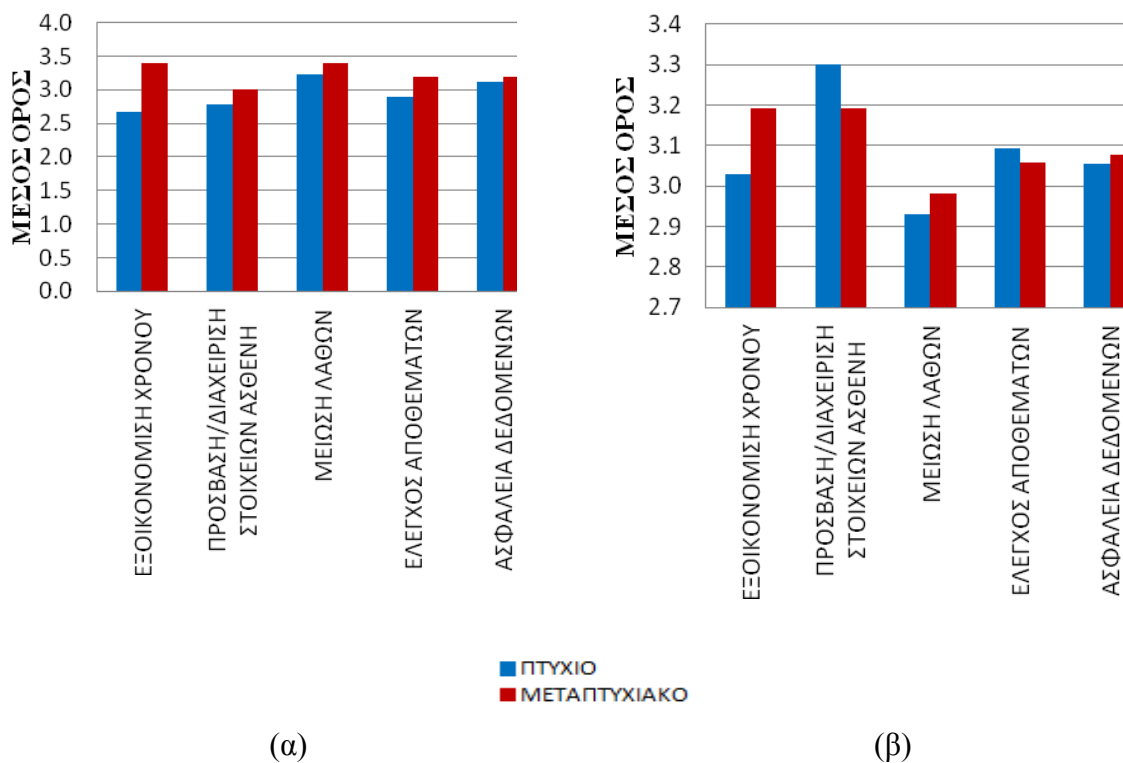 ΜΕΣΟΣ ΟΡΟΣ
4.0
3.5
3.0
2.5
2.0
1.5
1.0
0.5
0.0
ΕΞΟΙΚΟΝΟΜΙΣΗ ΧΡΟΝΟΥ
ΠΡΟΣΒΑΣΗ/ΔΙΑΧΕΙΡΙΣΗ
ΣΤΟΙΧΕΙΩΝ ΑΣΘΕΝΗ
ΜΕΙΩΣΗ ΛΑΘΩΝ
ΕΛΕΓΧΟΣ ΑΠΟΘΕΜΑΤΩΝ
ΑΣΦΑΛΕΙΑ ΔΕΔΟΜΕΝΩΝ
ΜΕΣΟΣ ΟΡΟΣ
3.4
3.3
3.2
3.1
3.0
2.9
2.8
2.7
ΕΞΟΙΚΟΝΟΜΙΣΗ ΧΡΟΝΟΥ
ΠΡΟΣΒΑΣΗ/ΔΙΑΧΕΙΡΙΣΗ
ΣΤΟΙΧΕΙΩΝ ΑΣΘΕΝΗ
ΜΕΙΩΣΗ ΛΑΘΩΝ
ΕΛΕΓΧΟΣ ΑΠΟΘΕΜΑΤΩΝ
ΑΣΦΑΛΕΙΑ ΔΕΔΟΜΕΝΩΝ
ΠΤΥΧΙΟ
ΜΕΤΑΠΤΥΧΙΑΚΟ
(α)
(β)